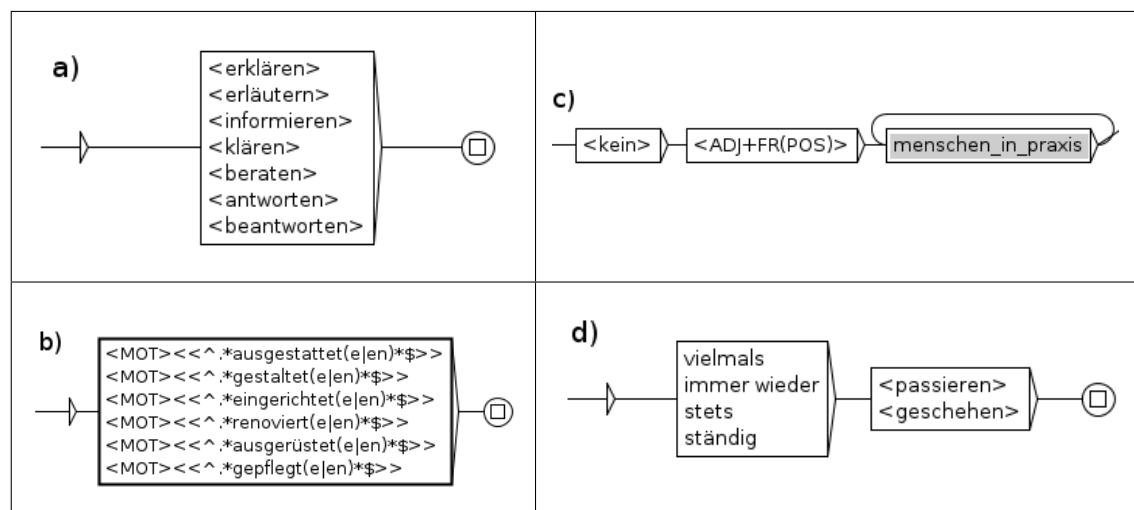 a)
<erklären>
<erläutern>
<informieren>
<klären>
<beraten>
<antworten>
<beantworten>
c)
<kein>
<ADJ+FR(POS)>
menschen_in_praxis
b)
<MOT><<^.*ausgestattet(e|en)*$>>
<MOT><<^.*gestaltet(e|en)*$>>
<MOT><<^.*eingerichtet(e|en)*$>>
<MOT><<^.*renoviert(e|en)*$>>
<MOT><<^.*ausgerüstet(e|en)*$>>
<MOT><<^.*gepflegt(e|en)*$>>
d)
vielmals
immer wieder
stets
ständig
<passieren>
<geschehen>